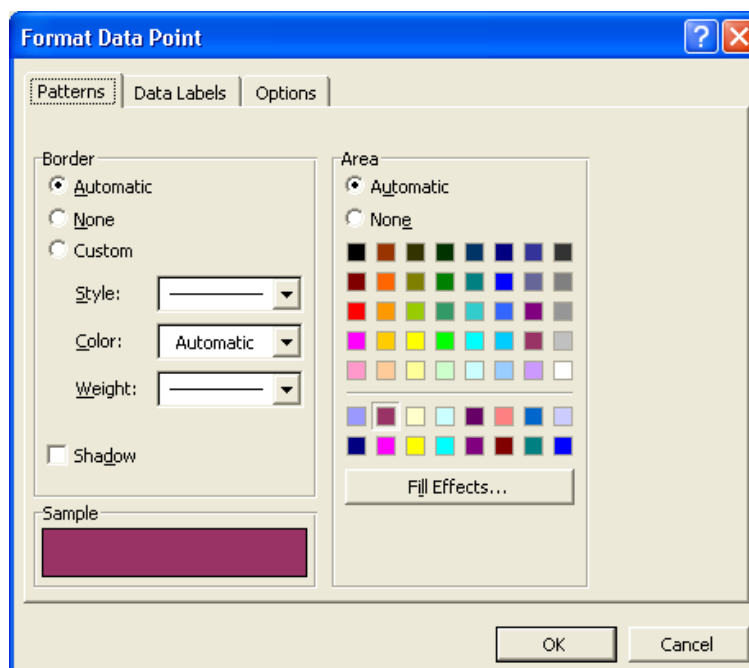 Format Data Point
Patterns
Data Labels
Options
Border
Automatic
None
Custom
Style:
Color:
Automatic
Weight:
Shadow
Sample
Area
Automatic
None
Fill Effects...
OK
Cancel